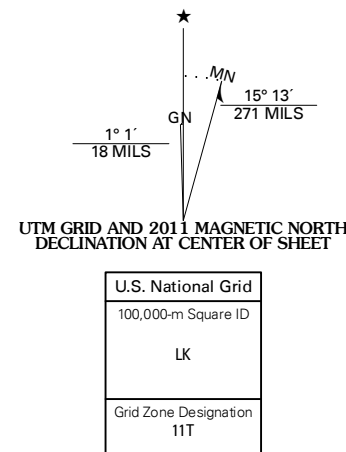 ★
MN
15° 13´
271 MILS
GN
1° 1´
18 MILS
UTM GRID AND 2011 MAGNETIC NORTH
DECLINATION AT CENTER OF SHEET
U.S. National Grid
100,000-m Square ID
LK
Grid Zone Designation
11T